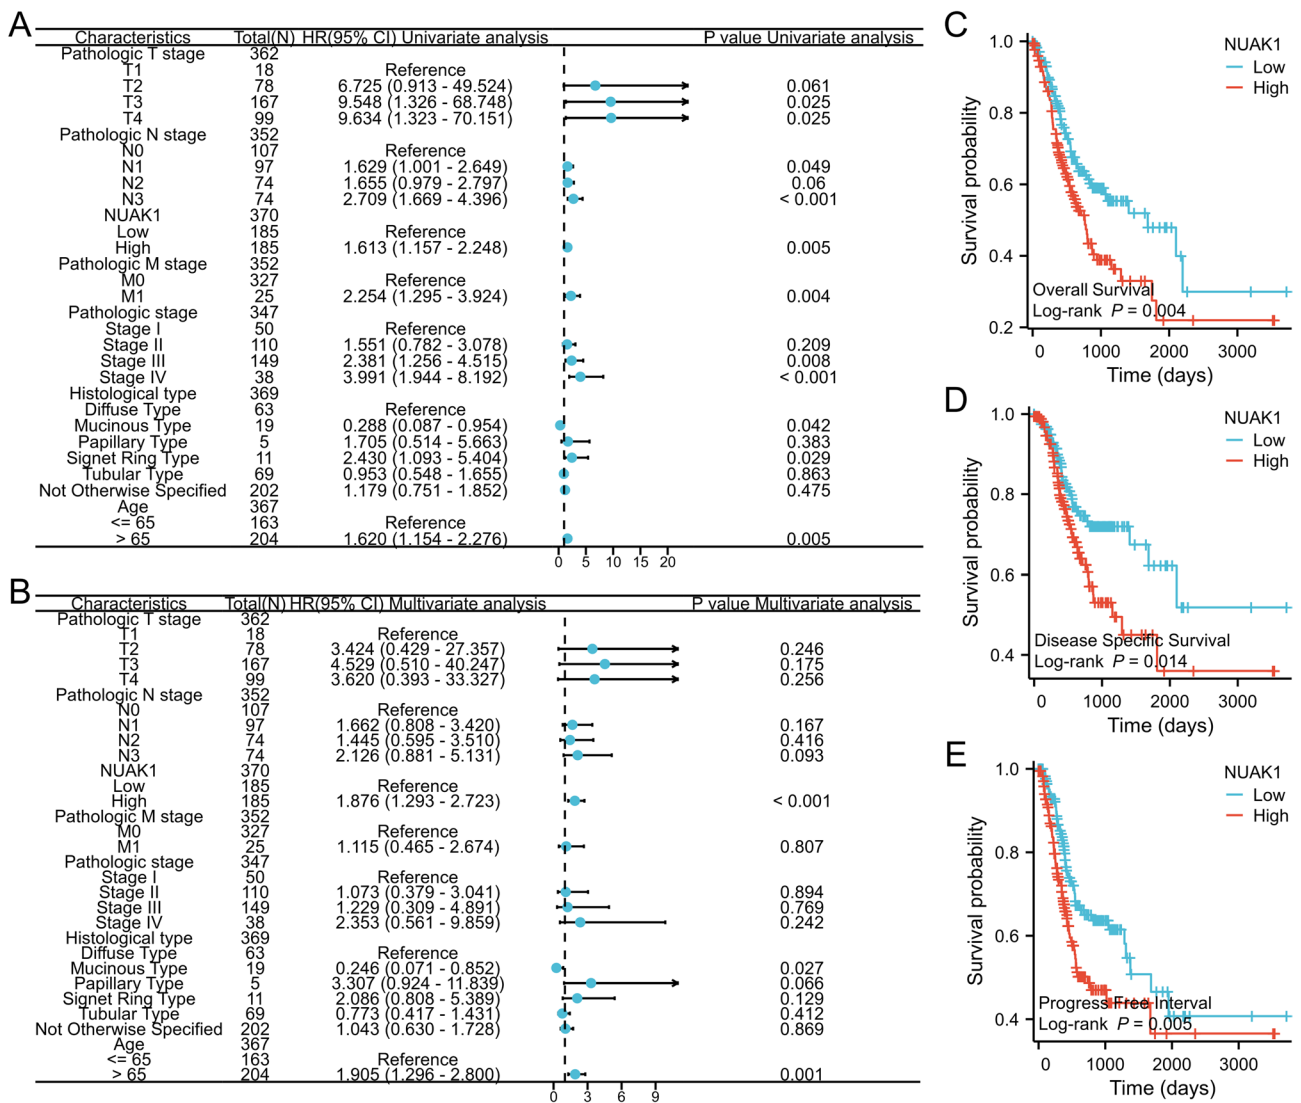 A
Characteristics Total(N) HR(95% CI) Univariate analysis P value Univariate analysis
Pathologic T stage 362
T1 18 Reference
T2 78 6.725 (0.913 - 49.524) 0.061
T3 167 9.548 (1.326 - 68.748) 0.025
T4 99 9.634 (1.323 - 70.151) 0.025
Pathologic N stage 352
N0 107 Reference
N1 97 1.629 (1.001 - 2.649) 0.049
N2 74 1.655 (0.979 - 2.797) 0.06
N3 74 2.709 (1.669 - 4.396) < 0.001
NUAK1 370
Low 185 Reference
High 185 1.613 (1.157 - 2.248) 0.005
Pathologic M stage 352
M0 327 Reference
M1 25 2.254 (1.295 - 3.924) 0.004
Pathologic stage 347
Stage I 50 Reference
Stage II 110 1.551 (0.782 - 3.078) 0.209
Stage III 149 2.381 (1.256 - 4.515) 0.008
Stage IV 38 3.991 (1.944 - 8.192) < 0.001
Histological type 369
Diffuse Type 63 Reference
Mucinous Type 19 0.288 (0.087 - 0.954) 0.042
Papillary Type 5 1.705 (0.514 - 5.663) 0.383
Signet Ring Type 11 2.430 (1.093 - 5.404) 0.029
Tubular Type 69 0.953 (0.548 - 1.655) 0.863
Not Otherwise Specified 202 1.179 (0.751 - 1.852) 0.475
Age 367
<= 65 163 Reference
> 65 204 1.620 (1.154 - 2.276) 0.005
0 5 10 15 20
B
Characteristics Total(N) HR(95% CI) Multivariate analysis P value Multivariate analysis
Pathologic T stage 362
T1 18 Reference
T2 78 3.424 (0.429 - 27.357) 0.246
T3 167 4.529 (0.510 - 40.247) 0.175
T4 99 3.620 (0.393 - 33.327) 0.256
Pathologic N stage 352
N0 107 Reference
N1 97 1.662 (0.808 - 3.420) 0.167
N2 74 1.445 (0.595 - 3.510) 0.416
N3 74 2.126 (0.881 - 5.131) 0.093
NUAK1 370
Low 185 Reference
High 185 1.876 (1.293 - 2.723) < 0.001
Pathologic M stage 352
M0 327 Reference
M1 25 1.115 (0.465 - 2.674) 0.807
Pathologic stage 347
Stage I 50 Reference
Stage II 110 1.073 (0.379 - 3.041) 0.894
Stage III 149 1.229 (0.309 - 4.891) 0.769
Stage IV 38 2.353 (0.561 - 9.859) 0.242
Histological type 369
Diffuse Type 63 Reference
Mucinous Type 19 0.246 (0.071 - 0.852) 0.027
Papillary Type 5 3.307 (0.924 - 11.839) 0.066
Signet Ring Type 11 2.086 (0.808 - 5.389) 0.129
Tubular Type 69 0.773 (0.417 - 1.431) 0.412
Not Otherwise Specified 202 1.043 (0.630 - 1.728) 0.869
Age 367
<= 65 163 Reference
> 65 204 1.905 (1.296 - 2.800) 0.001
0 3 6 9
C
NUAK1
Low
High
Survival probability
1.0
0.8
0.6
0.4
0.2
Overall Survival
Log-rank P = 0.004
0 1000 2000 3000
Time (days)
D
NUAK1
Low
High
Survival probability
1.0
0.8
0.6
0.4
Disease Specific Survival
Log-rank P = 0.014
0 1000 2000 3000
Time (days)
E
NUAK1
Low
High
Survival probability
1.0
0.8
0.6
0.4
Progress Free Interval
Log-rank P = 0.005
0 1000 2000 3000
Time (days)